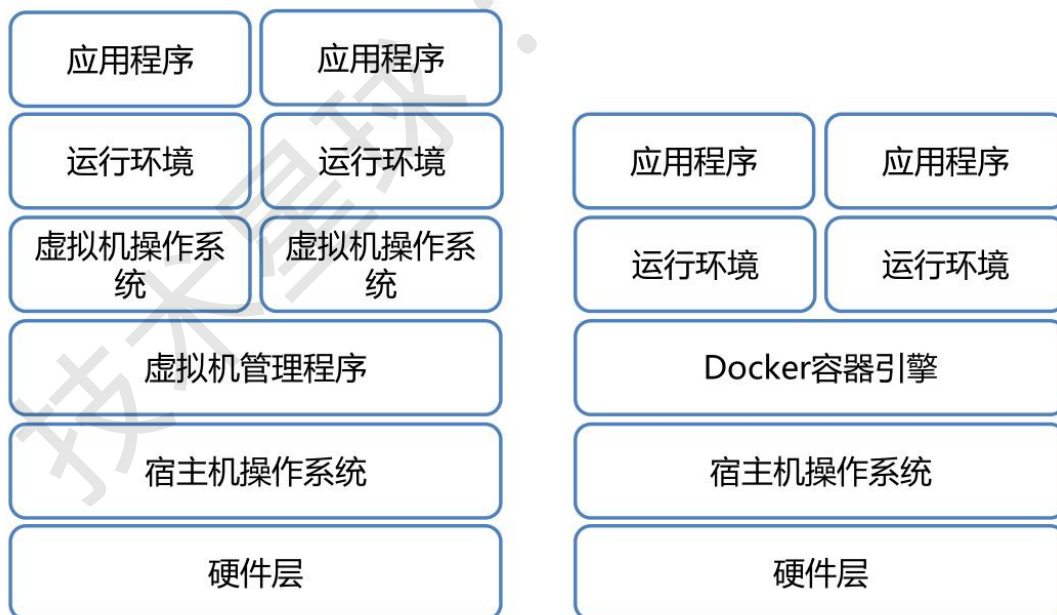 应用程序
应用程序
运行环境
运行环境
虚拟机操作系
统
虚拟机操作系
统
虚拟机管理程序
宿主机操作系统
硬件层
应用程序
应用程序
运行环境
运行环境
Docker容器引擎
宿主机操作系统
硬件层
技术星球